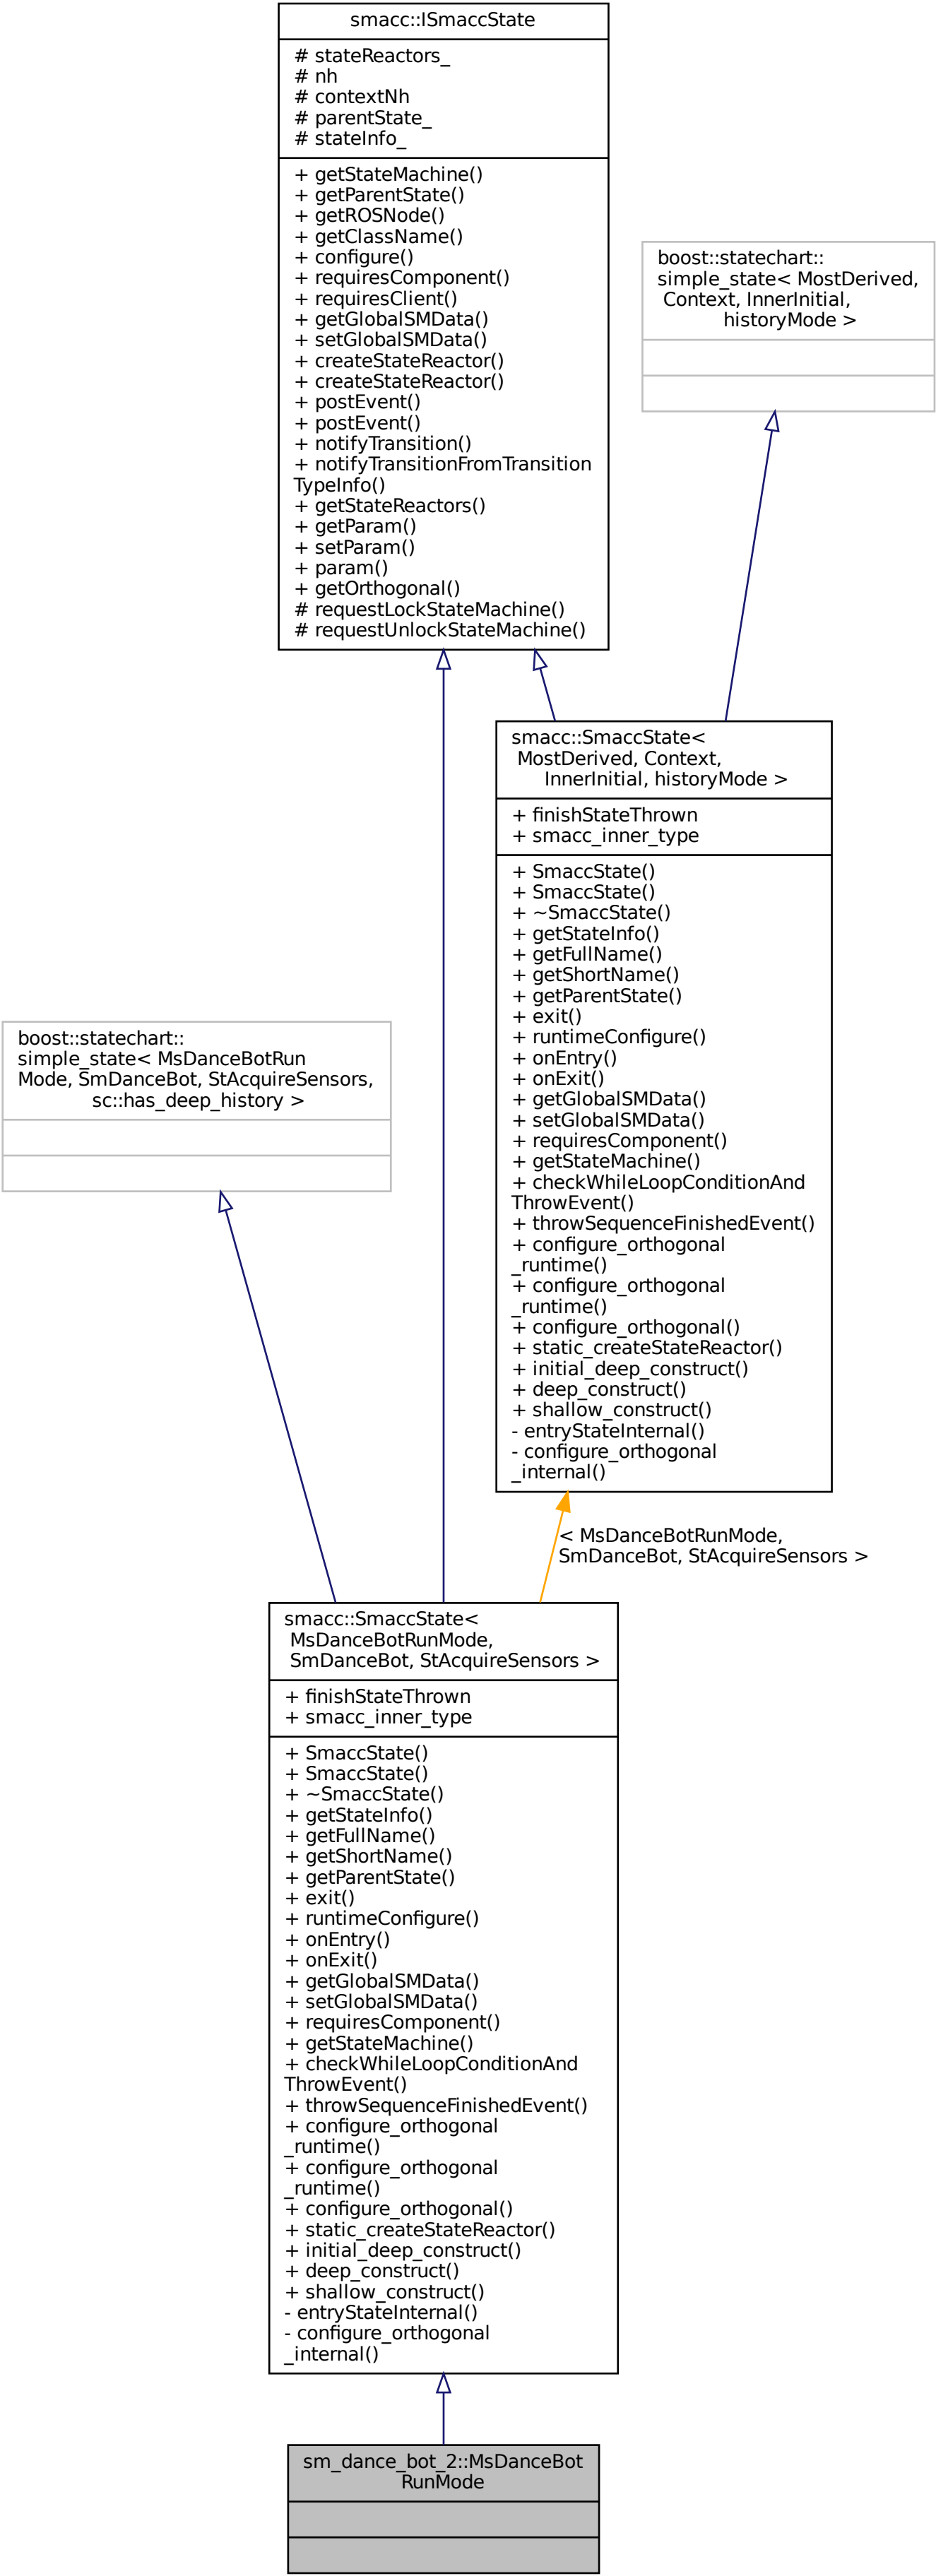 smacc::ISmaccState
# stateReactors_
# nh
# contextNh
# parentState_
# stateInfo_
+ getStateMachine()
+ getParentState()
+ getROSNode()
+ getClassName()
+ configure()
+ requiresComponent()
+ requiresClient()
+ getGlobalSMData()
+ setGlobalSMData()
+ createStateReactor()
+ createStateReactor()
+ postEvent()
+ postEvent()
+ notifyTransition()
+ notifyTransitionFromTransition
TypeInfo()
+ getStateReactors()
+ getParam()
+ setParam()
+ param()
+ getOrthogonal()
# requestLockStateMachine()
# requestUnlockStateMachine()
boost::statechart::
simple_state< MostDerived,
Context, InnerInitial,
historyMode >
smacc::SmaccState<
MostDerived, Context,
InnerInitial, historyMode >
+ finishStateThrown
+ smacc_inner_type
+ SmaccState()
+ SmaccState()
+ ~SmaccState()
+ getStateInfo()
+ getFullName()
+ getShortName()
+ getParentState()
+ exit()
+ runtimeConfigure()
+ onEntry()
+ onExit()
+ getGlobalSMData()
+ setGlobalSMData()
+ requiresComponent()
+ getStateMachine()
+ checkWhileLoopConditionAnd
ThrowEvent()
+ throwSequenceFinishedEvent()
+ configure_orthogonal
_runtime()
+ configure_orthogonal
_runtime()
+ configure_orthogonal()
+ static_createStateReactor()
+ initial_deep_construct()
+ deep_construct()
+ shallow_construct()
- entryStateInternal()
- configure_orthogonal
_internal()
boost::statechart::
simple_state< MsDanceBotRun
Mode, SmDanceBot, StAcquireSensors,
sc::has_deep_history >
< MsDanceBotRunMode,
SmDanceBot, StAcquireSensors >
smacc::SmaccState<
MsDanceBotRunMode,
SmDanceBot, StAcquireSensors >
+ finishStateThrown
+ smacc_inner_type
+ SmaccState()
+ SmaccState()
+ ~SmaccState()
+ getStateInfo()
+ getFullName()
+ getShortName()
+ getParentState()
+ exit()
+ runtimeConfigure()
+ onEntry()
+ onExit()
+ getGlobalSMData()
+ setGlobalSMData()
+ requiresComponent()
+ getStateMachine()
+ checkWhileLoopConditionAnd
ThrowEvent()
+ throwSequenceFinishedEvent()
+ configure_orthogonal
_runtime()
+ configure_orthogonal
_runtime()
+ configure_orthogonal()
+ static_createStateReactor()
+ initial_deep_construct()
+ deep_construct()
+ shallow_construct()
- entryStateInternal()
- configure_orthogonal
_internal()
sm_dance_bot_2::MsDanceBot
RunMode